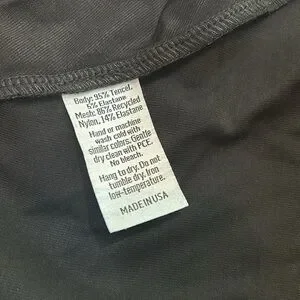 Body: 95% Tencel,
5% Elastane
Mesh: 86% Recycled
Nylon, 14% Elastane
Hand or machine
wash cold with
similar colors. Gentle
dry clean with PCE.
No bleach.
Hang to dry. Do not
tumble dry. Iron
low-temperature.
MADE IN USA